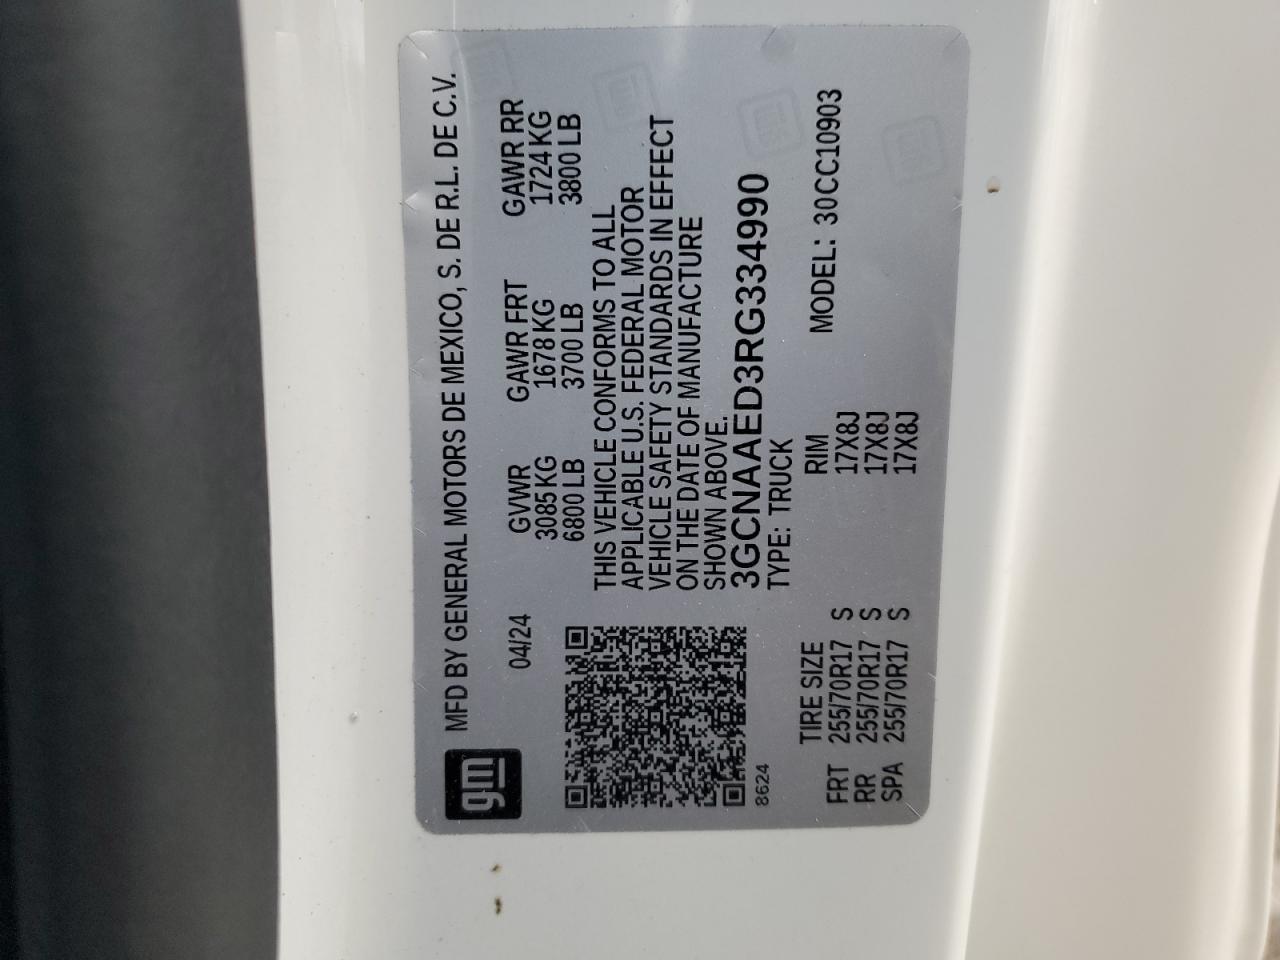 gm
MFD BY GENERAL MOTORS DE MEXICO, S. DE R.L. DE C.V.
04/24
GVWR GAWR FRT GAWR RR
3085 KG 1678 KG 1724 KG
6800 LB 3700 LB 3800 LB
THIS VEHICLE CONFORMS TO ALL
APPLICABLE U.S. FEDERAL MOTOR
VEHICLE SAFETY STANDARDS IN EFFECT
ON THE DATE OF MANUFACTURE
SHOWN ABOVE.
3GCNAAED3RG334990
8624
TYPE: TRUCK
TIRE SIZE RIM MODEL: 30CC10903
FRT 255/70R17 S 17X8J
RR 255/70R17 S 17X8J
SPA 255/70R17 S 17X8J